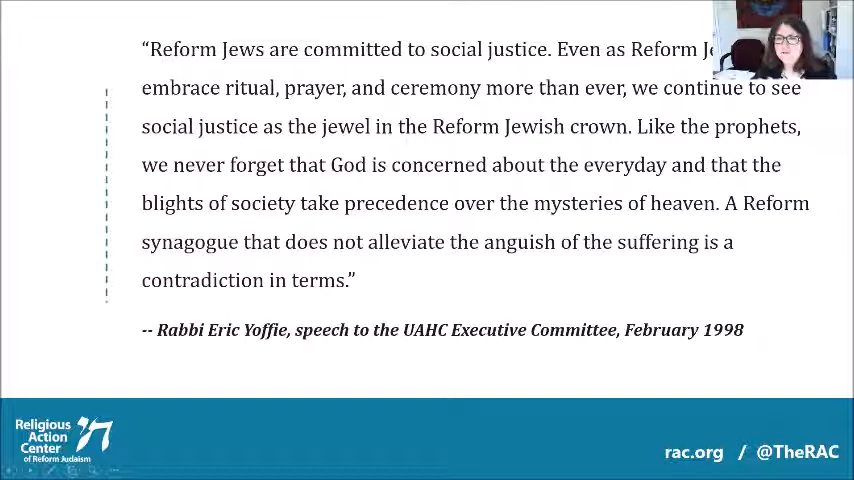 “Reform Jews are committed to social justice. Even as Reform
embrace ritual, prayer, and ceremony more than ever, we continue to see
social justice as the jewel in the Reform Jewish crown. Like the prophets,
we never forget that God is concerned about the everyday and that the
blights of society take precedence over the mysteries of heaven. A Reform
synagogue that does not alleviate the anguish of the suffering is a
contradiction in terms.”
-- Rabbi Eric Yoffie, speech to the UAHC Executive Committee, February 1998
Religious
Action
Center
of Reform Judaism
rac.org / @TheRAC